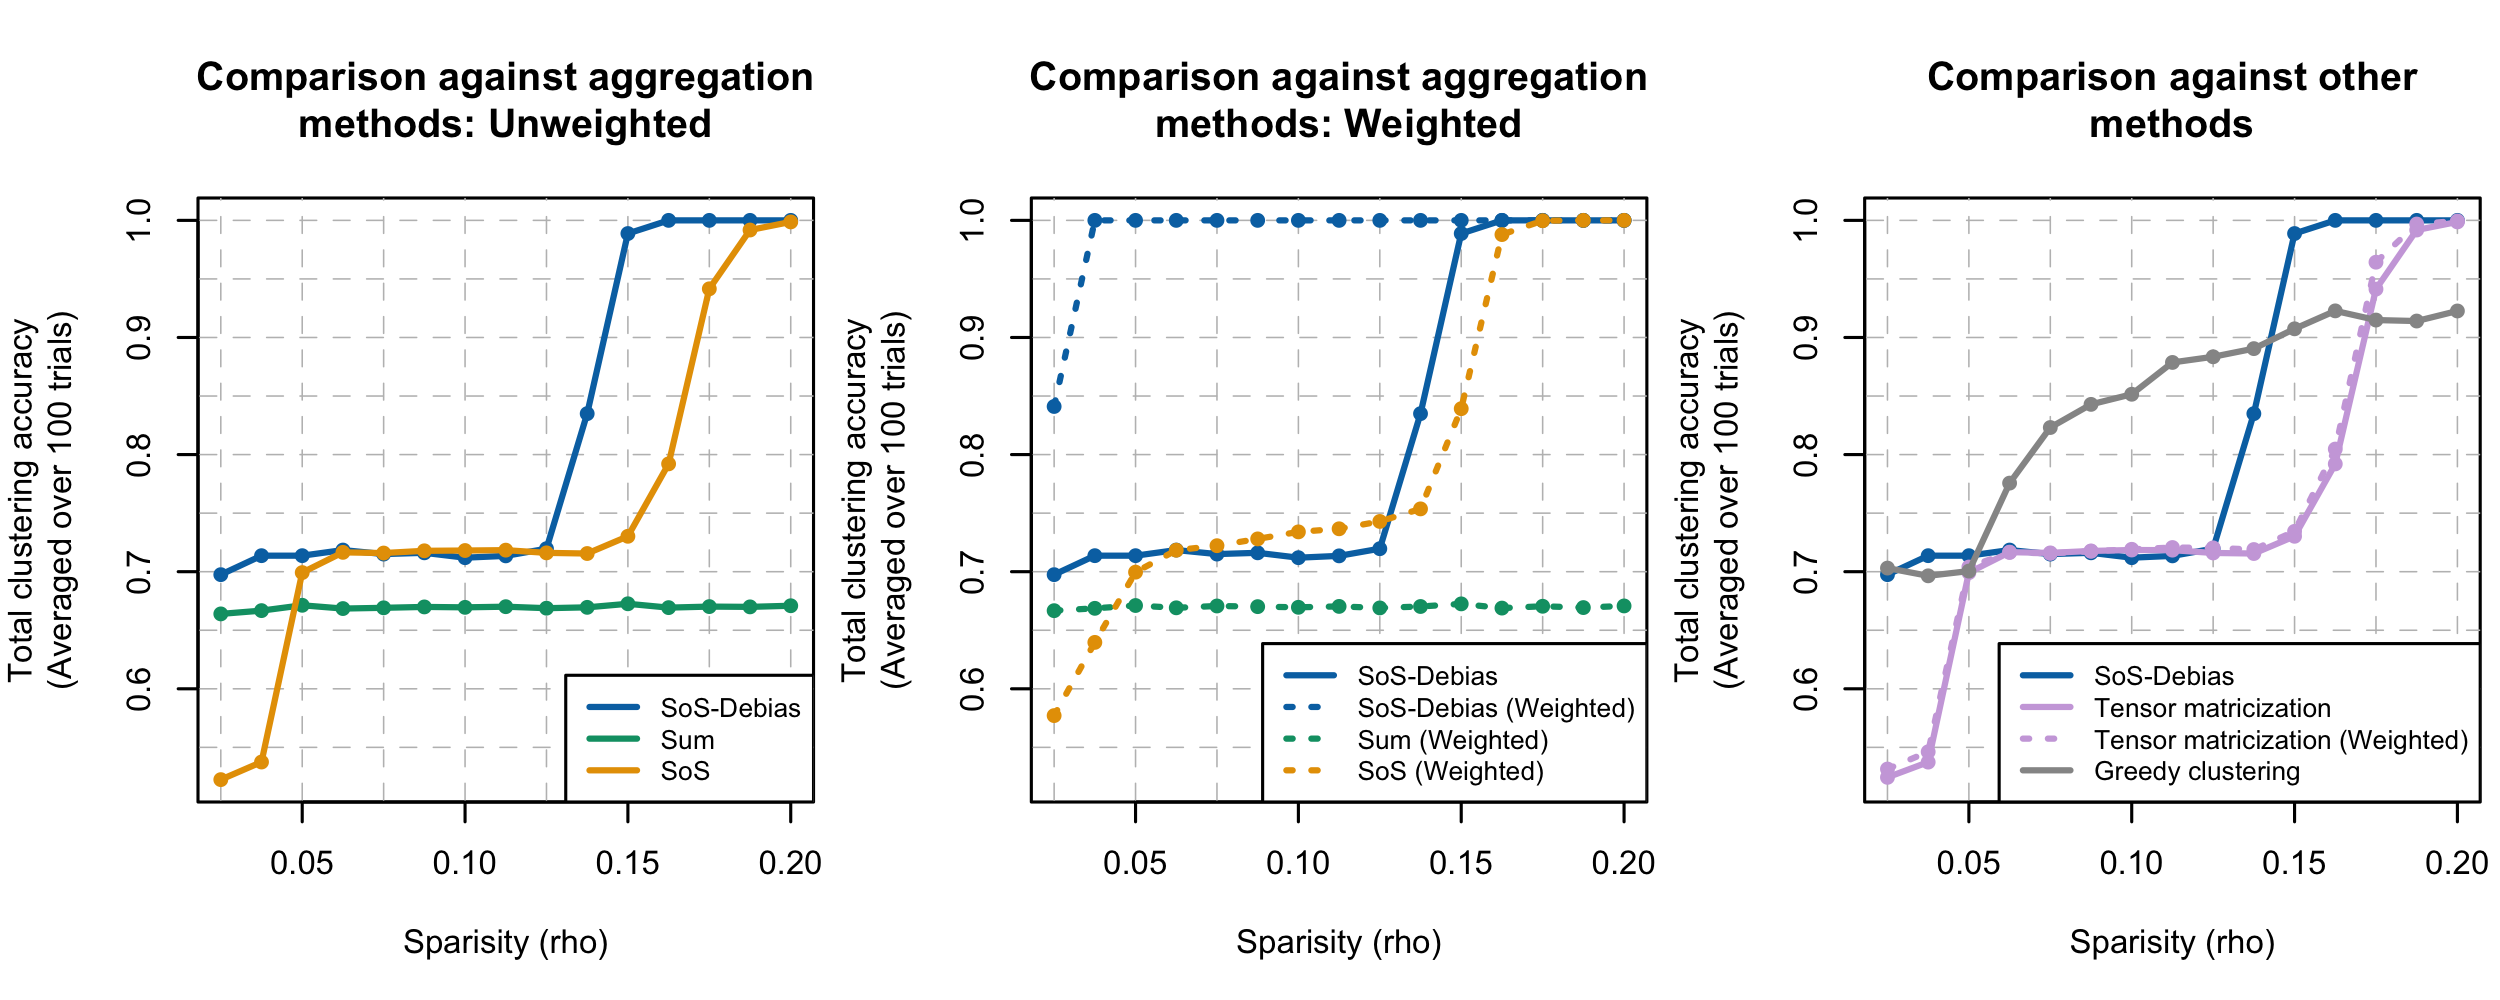 Comparison against aggregation
methods: Unweighted
Total clustering accuracy
(Averaged over 100 trials)
1.0
0.9
0.8
0.7
0.6
SoS-Debias
Sum
SoS
0.05 0.10 0.15 0.20
Sparisity (rho)
Comparison against aggregation
methods: Weighted
Total clustering accuracy
(Averaged over 100 trials)
1.0
0.9
0.8
0.7
0.6
SoS-Debias
SoS-Debias (Weighted)
Sum (Weighted)
SoS (Weighted)
0.05 0.10 0.15 0.20
Sparisity (rho)
Comparison against other
methods
Total clustering accuracy
(Averaged over 100 trials)
1.0
0.9
0.8
0.7
0.6
SoS-Debias
Tensor matricization
Tensor matricization (Weighted)
Greedy clustering
0.05 0.10 0.15 0.20
Sparisity (rho)